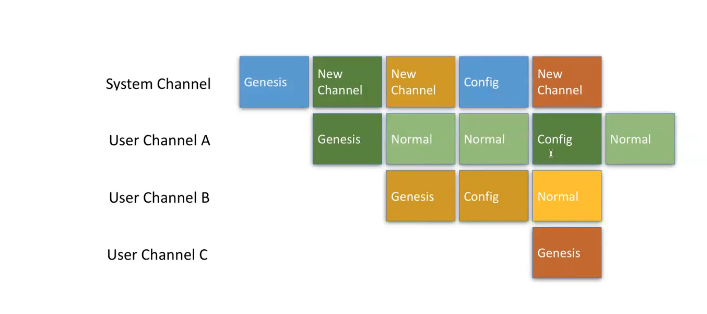 System Channel
Genesis
New
Channel
New
Channel
Config
New
Channel
User Channel A
Genesis
Normal
Normal
Config
Normal
User Channel B
Genesis
Config
Normal
User Channel C
Genesis